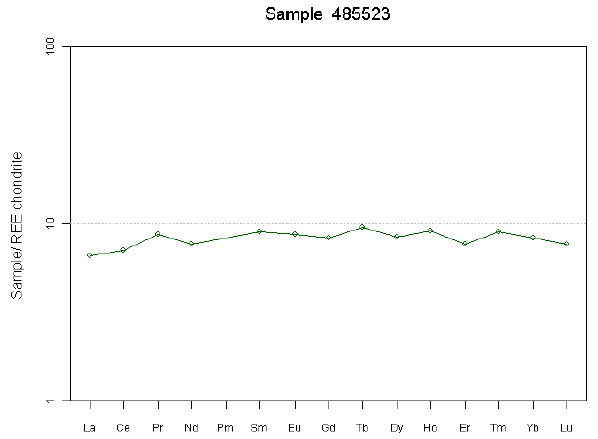 Sample 485523
100
10
1
Sample/ REE chondrite
La Ce Pr Nd Pm Sm Eu Gd Tb Dy Ho Er Tm Yb Lu